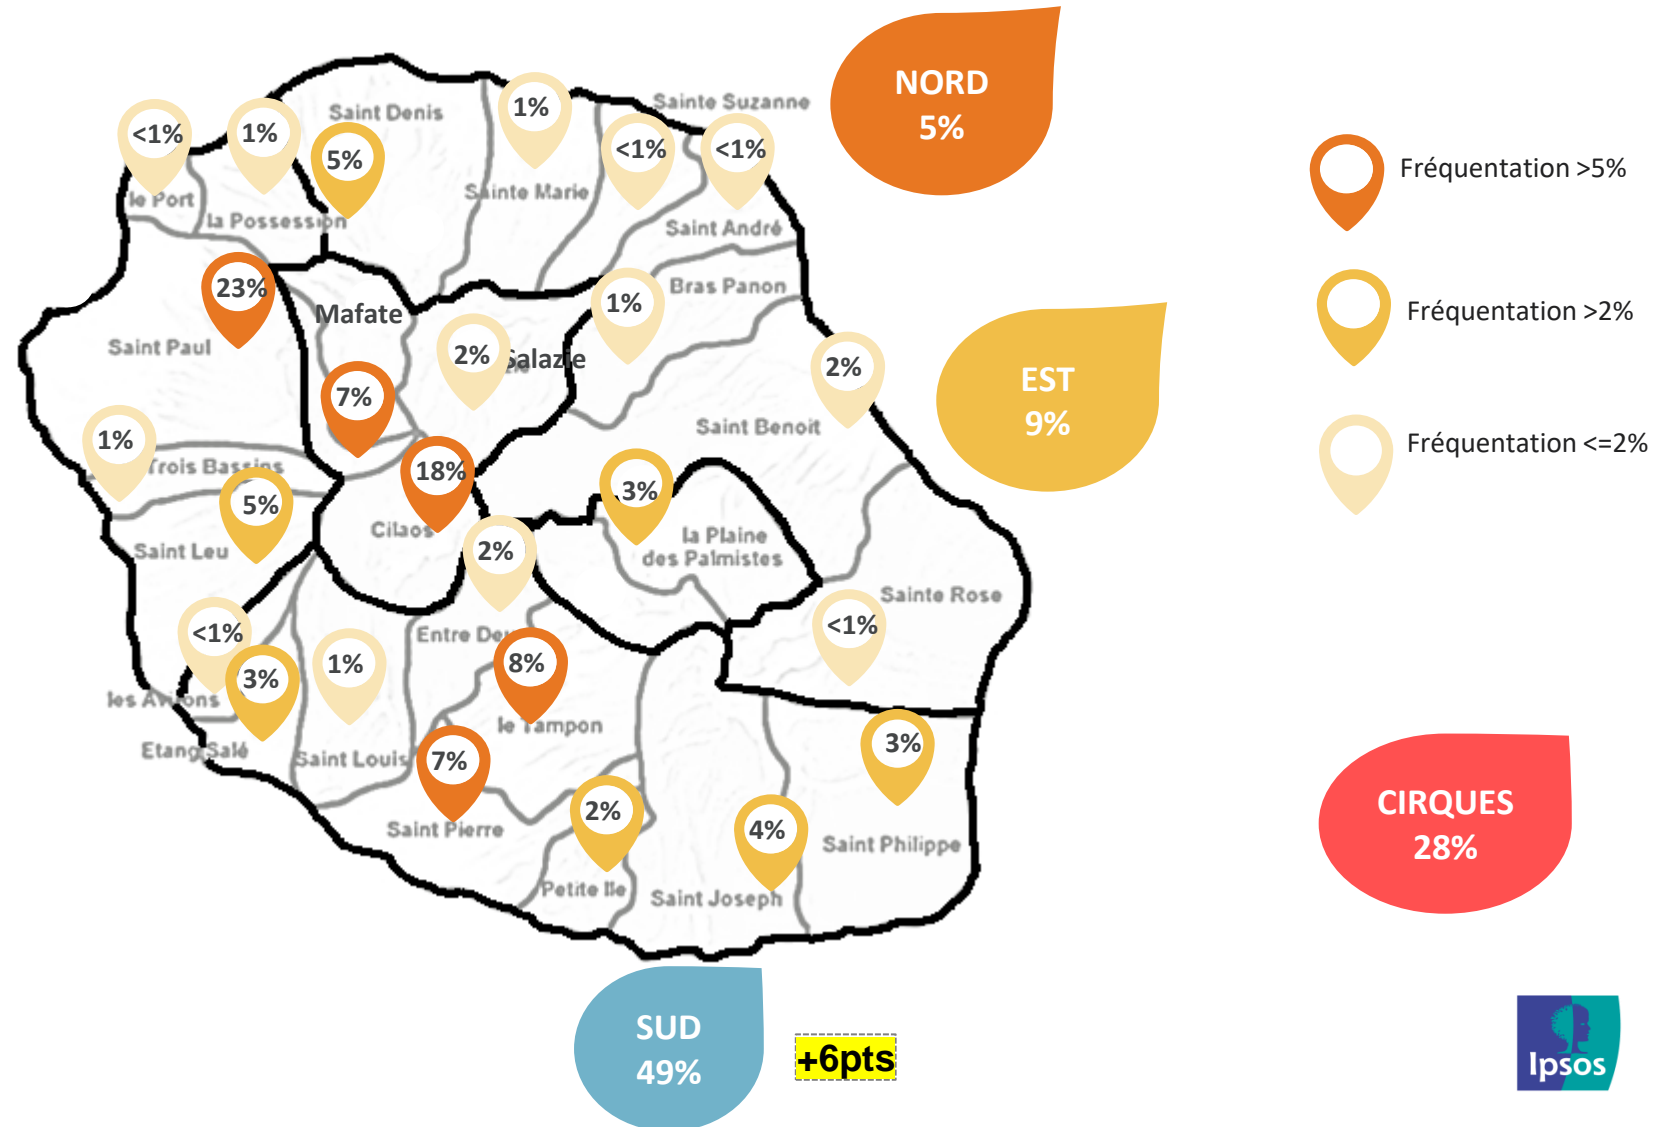 NORD
5%
Sainte Suzanne
1%
Saint Denis
<1%
1%
5%
<1%
<1%
Fréquentation >5%
le Port
Sainte Marie
la Possession
Saint André
23%
Mafate
Bras Panon
1%
Fréquentation >2%
Saint Paul
2%
Salazie
2%
EST
9%
7%
1%
Saint Benoit
Fréquentation <=2%
Trois Bassins
18%
3%
5%
Cilaos
la Plaine
des Palmistes
Saint Leu
2%
Sainte Rose
<1%
Entre De
<1%
1%
8%
3%
les Avirons
le Tampon
Etang Salé
Saint Louis
7%
3%
2%
4%
Saint Pierre
Saint Philippe
CIRQUES
28%
Petite Ile
Saint Joseph
SUD
49%
+6pts
Ipsos